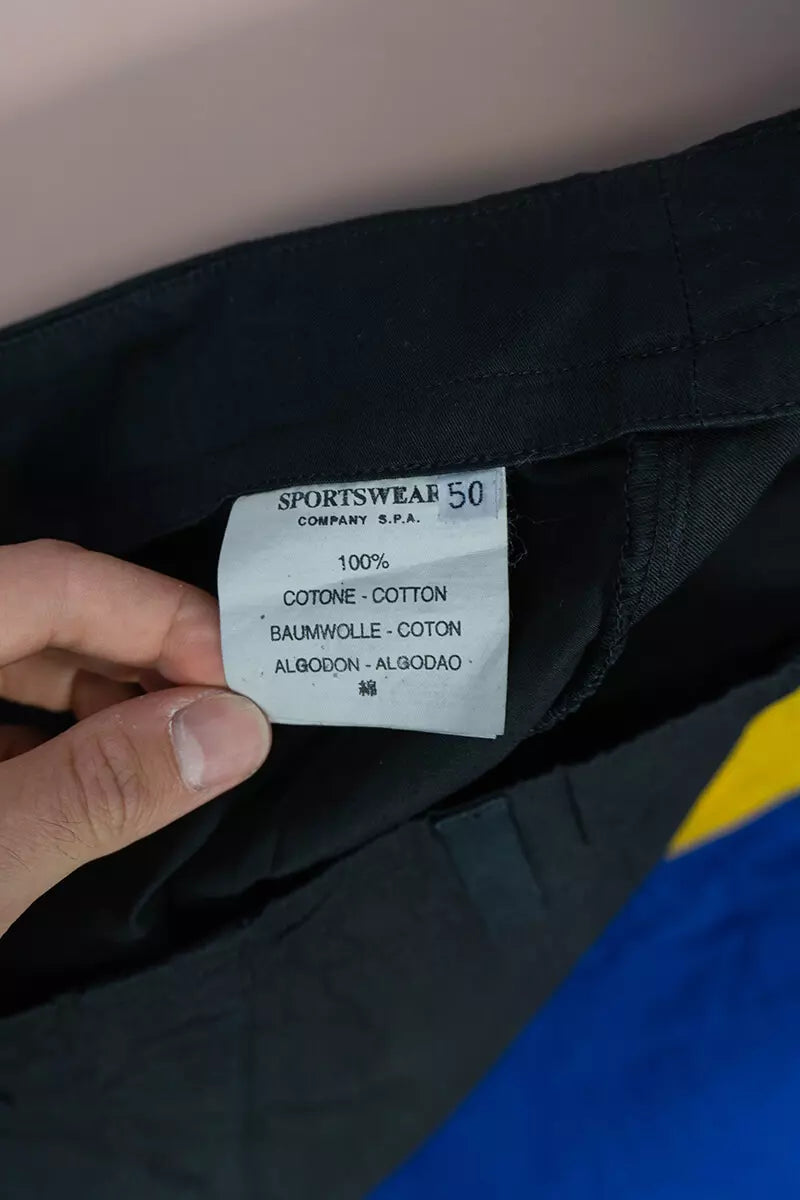 SPORTSWEAR 50
COMPANY S.P.A.
100%
COTONE - COTTON
BAUMWOLLE - COTON
ALGODON - ALGODAO
綿